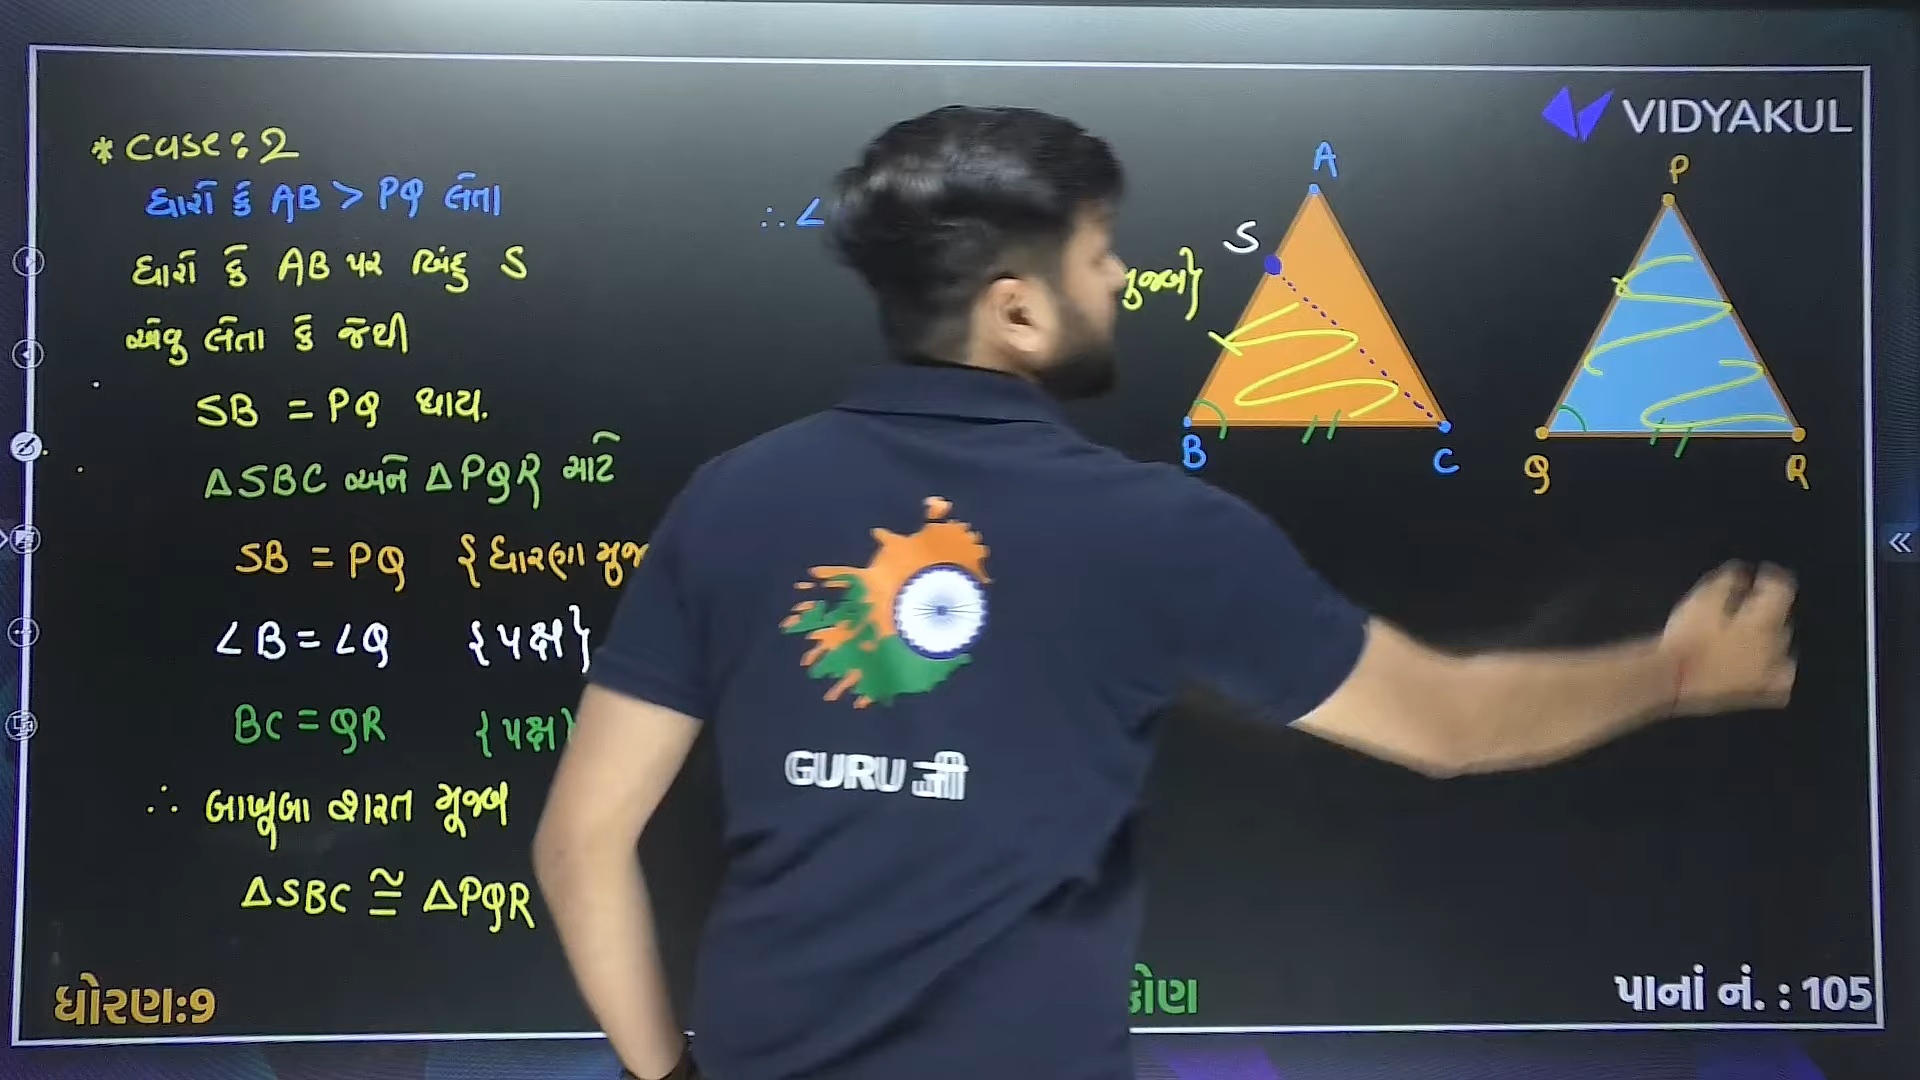 * Case: 2
ધારો કે AB > PQ લેતા
ધારો કે AB પર બિંદુ S
એવુ લેતા કે જેથી
SB = PQ થાય.
ΔSBC અને ΔPQR માટે
SB = PQ {ધારણા
∠B = ∠Q {પક્ષ}
BC = QR {પક્ષ}
∴ બાખૂબા શરત મૂજબ
ΔSBC ≅ ΔPQR
∴ ∠
VIDYAKUL
A
S
B
C
P
Q
R
GURU जी
ધોરણ:9
પાનાં નં. : 105